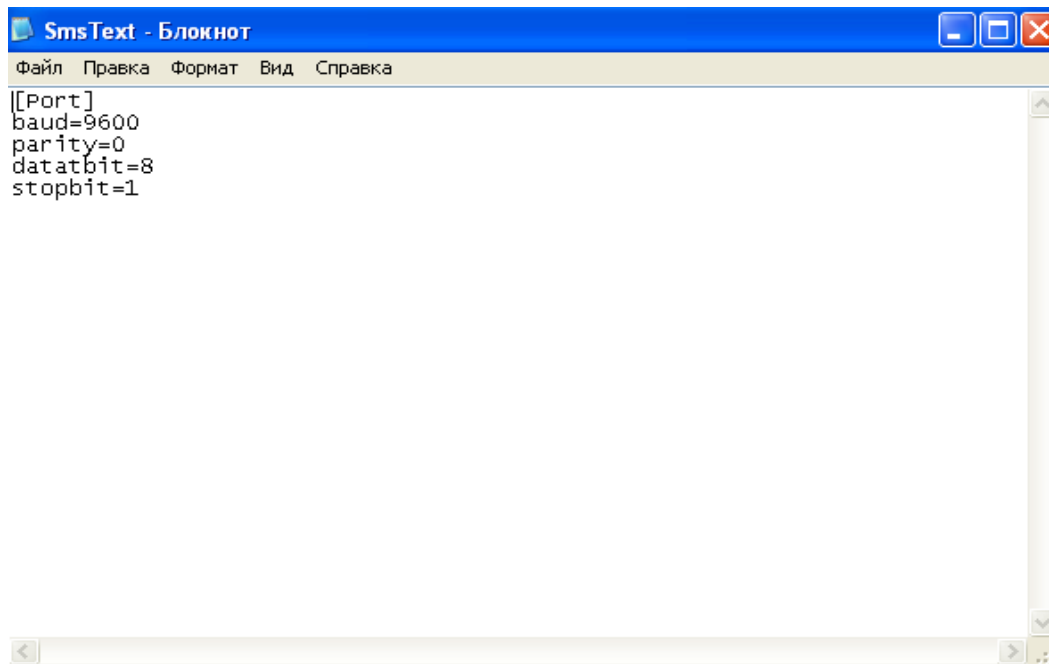 SmsText - Блокнот
Файл Правка Формат Вид Справка
[Port]
baud=9600
parity=0
datatbit=8
stopbit=1